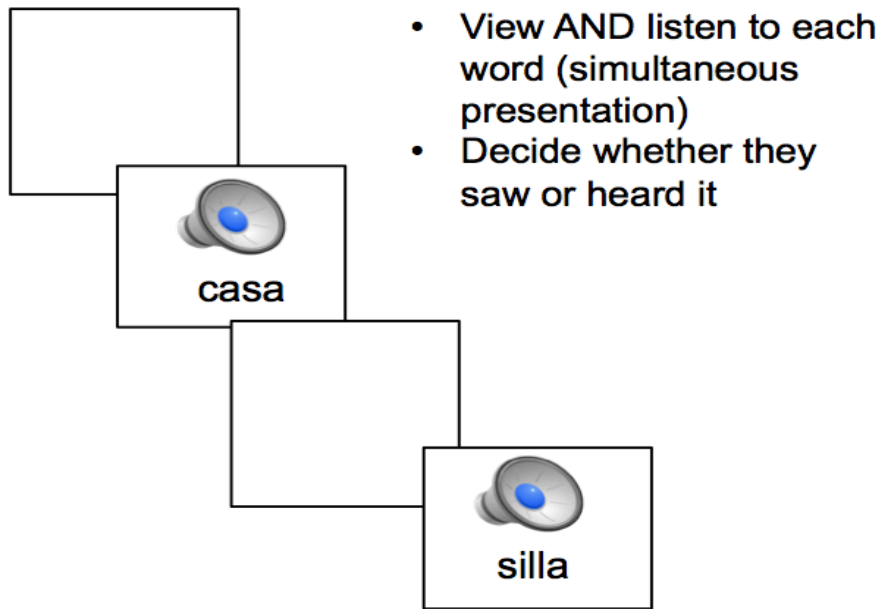 • View AND listen to each
word (simultaneous
presentation)
• Decide whether they
saw or heard it
casa
silla